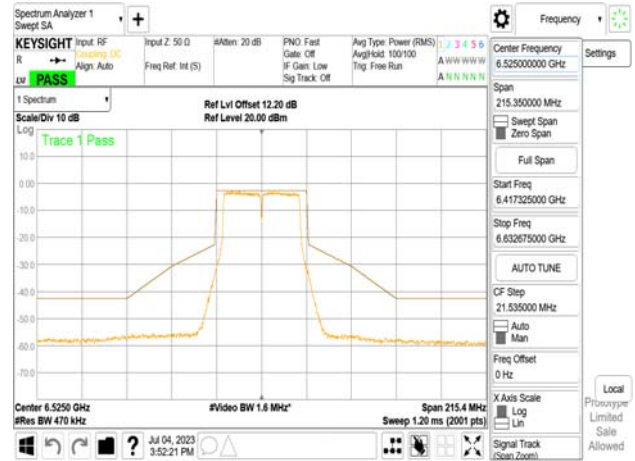 Spectrum Analyzer 1
Swept SA
+
Frequency
KEYSIGHT
R
LV PASS
Input: RF
Coupling: DC
Align: Auto
Input Z: 50 Ω
Freq Ref: Int (S)
#Atten: 20 dB
PNO: Fast
Gate: Off
IF Gain: Low
Sig Track: Off
Avg Type: Power (RMS)
Avg|Hold: 100/100
Trig: Free Run
1 2 3 4 5 6
A W W W W W
A N N N N N
1 Spectrum
Scale/Div 10 dB
Ref Lvl Offset 12.20 dB
Ref Level 20.00 dBm
Log
Trace 1 Pass
10.0
0.00
-10.0
-20.0
-30.0
-40.0
-50.0
-60.0
-70.0
Center 6.5250 GHz
#Res BW 470 kHz
#Video BW 1.6 MHz*
Span 215.4 MHz
Sweep 1.20 ms (2001 pts)
Jul 04, 2023
3:52:21 PM
Center Frequency
6.525000000 GHz
Settings
Span
215.350000 MHz
Swept Span
Zero Span
Full Span
Start Freq
6.417325000 GHz
Stop Freq
6.632675000 GHz
AUTO TUNE
CF Step
21.535000 MHz
Auto
Man
Freq Offset
0 Hz
X Axis Scale
Log
Lin
Signal Track
(Span Zoom)
Local
Prototype
Limited
Sale
Allowed